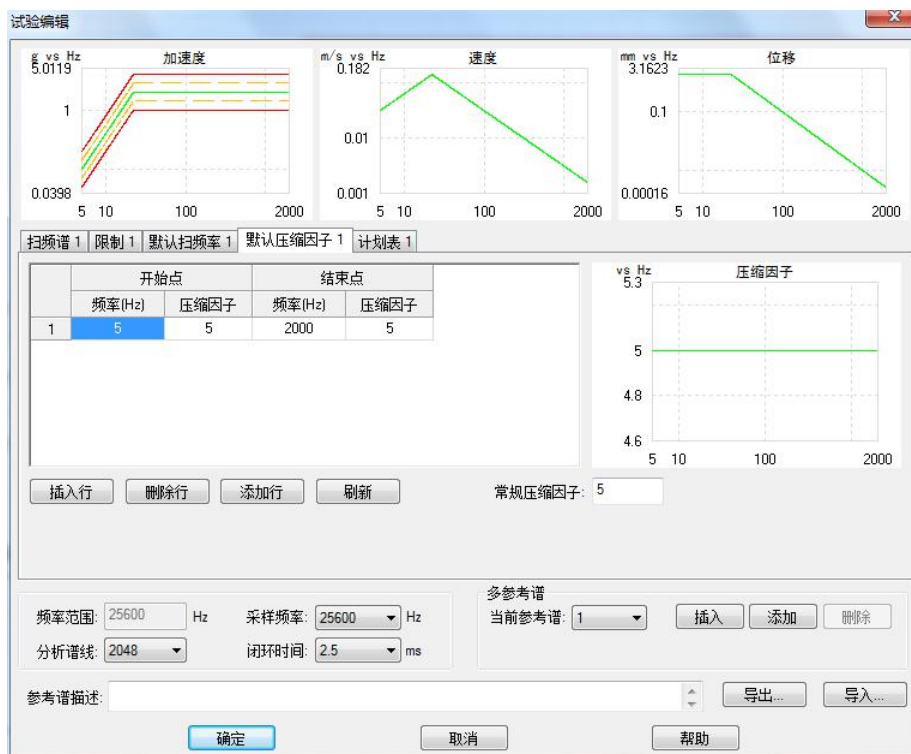 试验编辑
g vs Hz 加速度
5.0119
1
0.0398
5 10 100 2000
m/s vs Hz 速度
0.182
0.01
0.001
5 10 100 2000
mm vs Hz 位移
3.1623
0.1
0.00016
5 10 100 2000
扫频谱 1 限制 1 默认扫频率 1 默认压缩因子 1 计划表 1
开始点 结束点
频率(Hz) 压缩因子 频率(Hz) 压缩因子
1 5 5 2000 5
vs Hz 压缩因子
5.3
5
4.8
4.6
5 10 100 2000
插入行 删除行 添加行 刷新 常规压缩因子: 5
多参考谱
频率范围: 25600 Hz 采样频率: 25600 Hz 当前参考谱: 1 插入 添加 删除
分析谱线: 2048 闭环时间: 2.5 ms
参考谱描述: 导出... 导入...
确定 取消 帮助